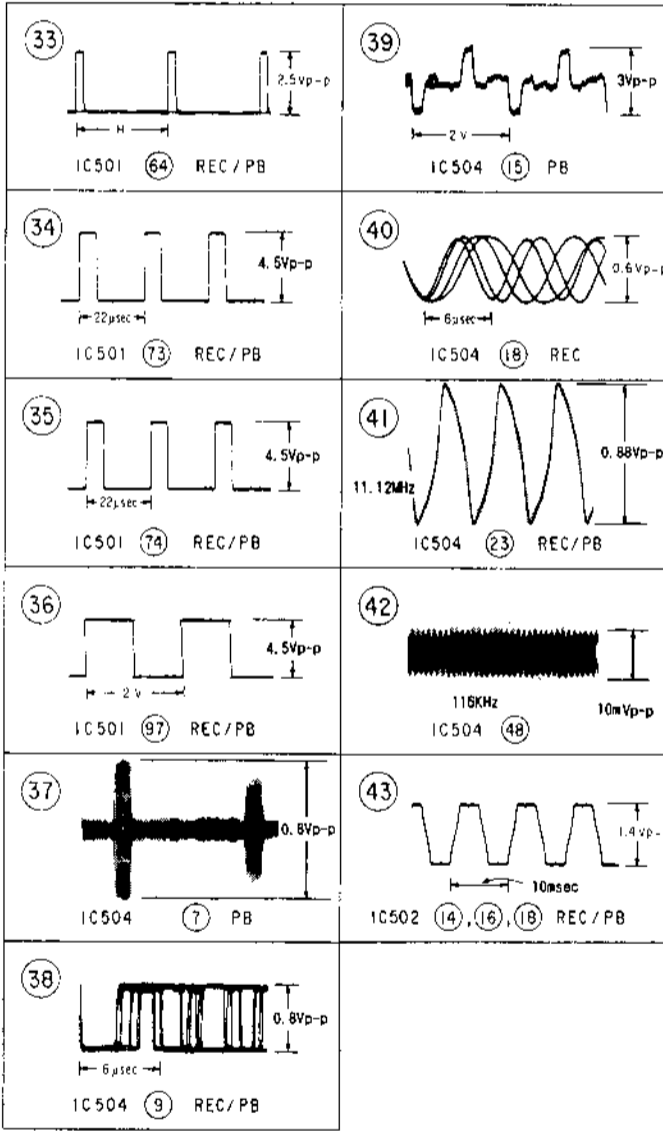 33
2.5Vp-p
H
IC501 64 REC/PB
34
4.5Vp-p
22μsec
IC501 73 REC/PB
35
4.5Vp-p
22μsec
IC501 74 REC/PB
36
4.5Vp-p
2 V
IC501 97 REC/PB
37
0.8Vp-p
IC504 7 PB
38
0.8Vp-p
6μsec
IC504 9 REC/PB
39
3Vp-p
2 V
IC504 15 PB
40
0.6Vp-p
6μsec
IC504 18 REC
41
0.88Vp-p
11.12MHz
IC504 23 REC/PB
42
116KHz
10mVp-p
IC504 48
43
1.4Vp-
10msec
IC502 14, 16, 18 REC/PB